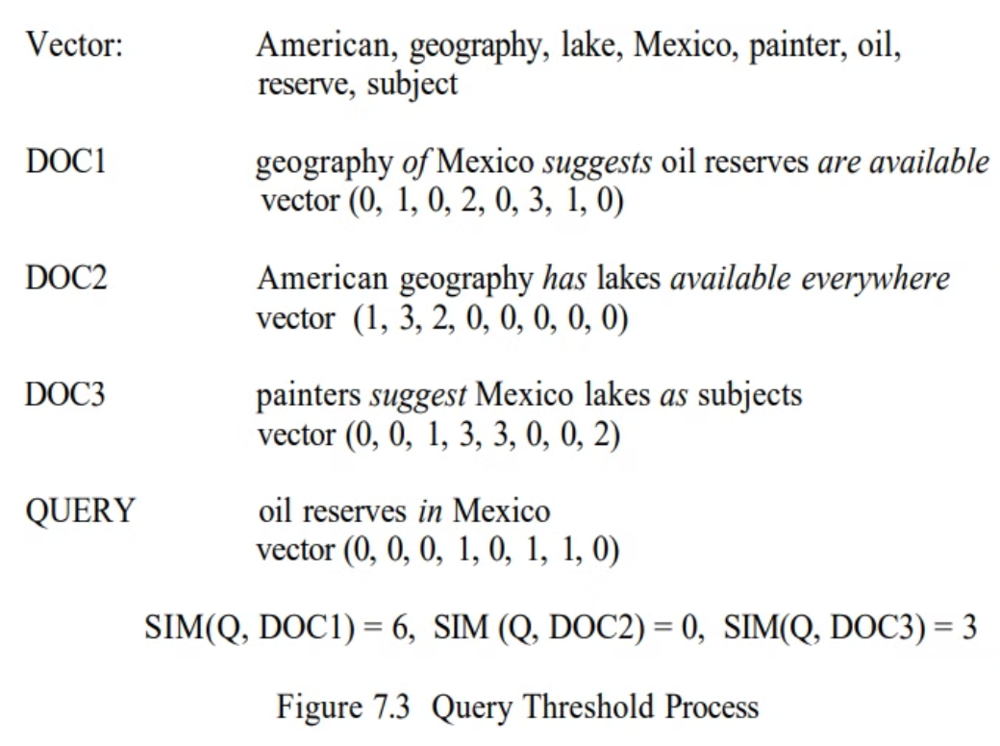 Vector: American, geography, lake, Mexico, painter, oil,
reserve, subject
DOC1 geography of Mexico suggests oil reserves are available
vector (0, 1, 0, 2, 0, 3, 1, 0)
DOC2 American geography has lakes available everywhere
vector (1, 3, 2, 0, 0, 0, 0, 0)
DOC3 painters suggest Mexico lakes as subjects
vector (0, 0, 1, 3, 3, 0, 0, 2)
QUERY oil reserves in Mexico
vector (0, 0, 0, 1, 0, 1, 1, 0)
SIM(Q, DOC1) = 6, SIM (Q, DOC2) = 0, SIM(Q, DOC3) = 3
Figure 7.3 Query Threshold Process